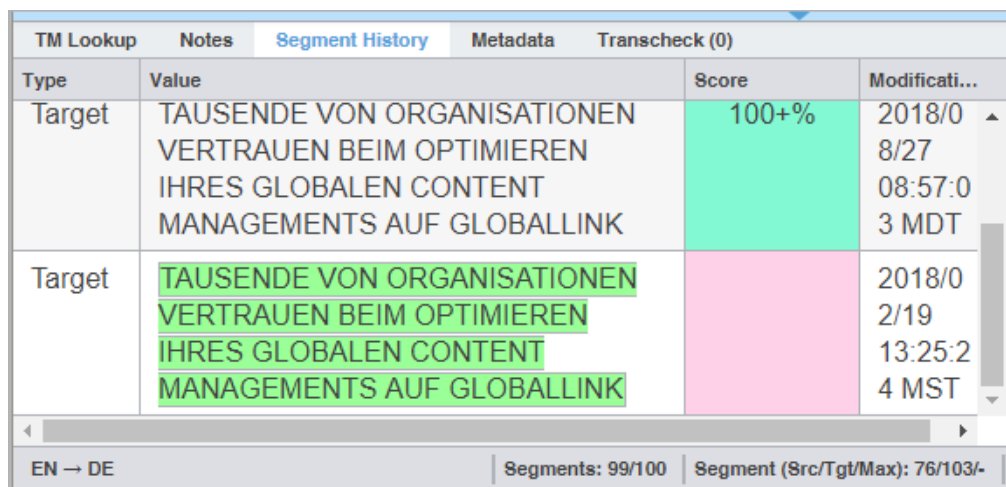 TM Lookup Notes Segment History Metadata Transcheck (0)
Type Value Score Modificati...
Target TAUSENDE VON ORGANISATIONEN 100+% 2018/0
VERTRAUEN BEIM OPTIMIEREN 8/27
IHRES GLOBALEN CONTENT 08:57:0
MANAGEMENTS AUF GLOBALLINK 3 MDT
Target TAUSENDE VON ORGANISATIONEN 2018/0
VERTRAUEN BEIM OPTIMIEREN 2/19
IHRES GLOBALEN CONTENT 13:25:2
MANAGEMENTS AUF GLOBALLINK 4 MST
EN → DE Segments: 99/100 Segment (Src/Tgt/Max): 76/103/-